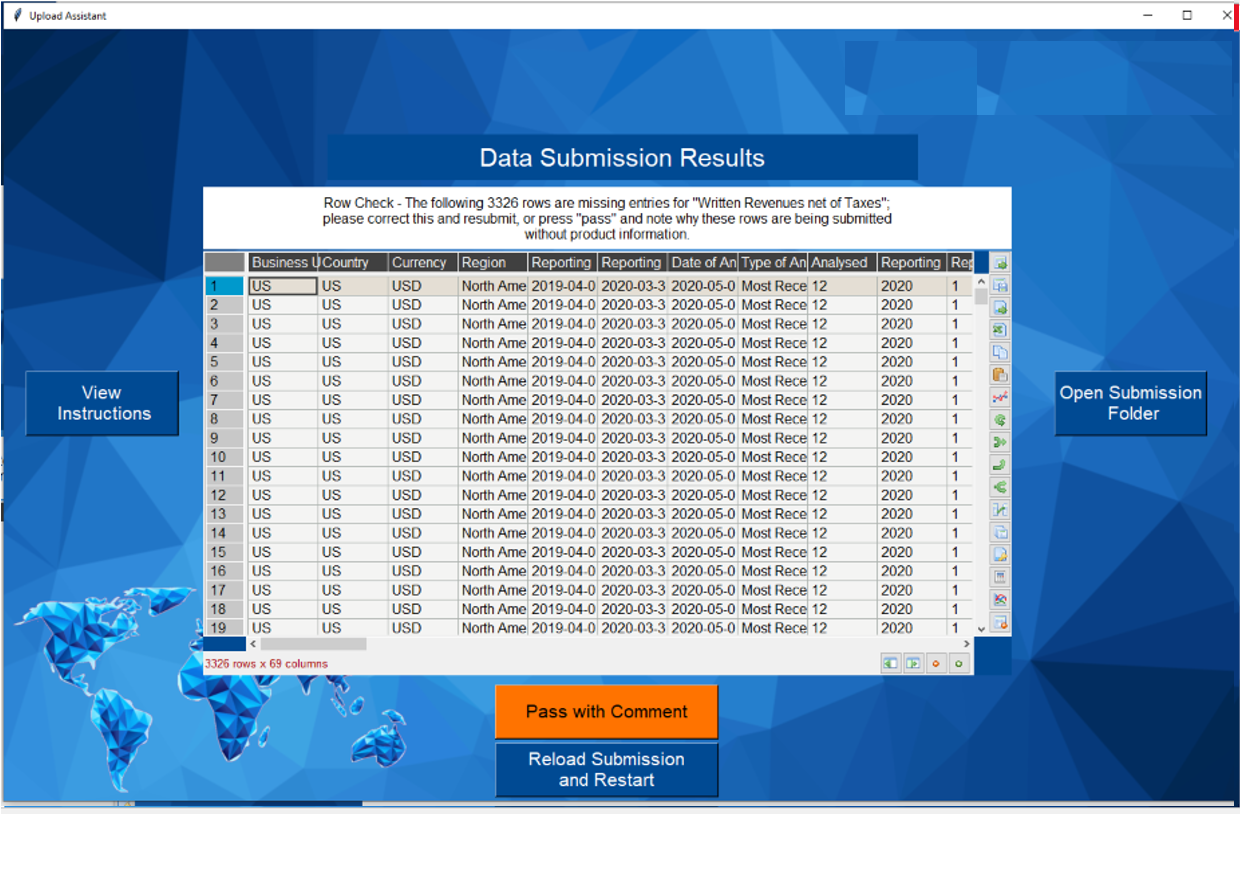 Upload Assistant
Data Submission Results
Row Check - The following 3326 rows are missing entries for "Written Revenues net of Taxes";
please correct this and resubmit, or press "pass" and note why these rows are being submitted
without product information.
Business U Country Currency Region Reporting Reporting Date of An Type of An Analysed Reporting Rep
1 US US USD North Ame 2019-04-0 2020-03-3 2020-05-0 Most Rece 12 2020 1
2 US US USD North Ame 2019-04-0 2020-03-3 2020-05-0 Most Rece 12 2020 1
3 US US USD North Ame 2019-04-0 2020-03-3 2020-05-0 Most Rece 12 2020 1
4 US US USD North Ame 2019-04-0 2020-03-3 2020-05-0 Most Rece 12 2020 1
5 US US USD North Ame 2019-04-0 2020-03-3 2020-05-0 Most Rece 12 2020 1
6 US US USD North Ame 2019-04-0 2020-03-3 2020-05-0 Most Rece 12 2020 1
7 US US USD North Ame 2019-04-0 2020-03-3 2020-05-0 Most Rece 12 2020 1
8 US US USD North Ame 2019-04-0 2020-03-3 2020-05-0 Most Rece 12 2020 1
9 US US USD North Ame 2019-04-0 2020-03-3 2020-05-0 Most Rece 12 2020 1
10 US US USD North Ame 2019-04-0 2020-03-3 2020-05-0 Most Rece 12 2020 1
11 US US USD North Ame 2019-04-0 2020-03-3 2020-05-0 Most Rece 12 2020 1
12 US US USD North Ame 2019-04-0 2020-03-3 2020-05-0 Most Rece 12 2020 1
13 US US USD North Ame 2019-04-0 2020-03-3 2020-05-0 Most Rece 12 2020 1
14 US US USD North Ame 2019-04-0 2020-03-3 2020-05-0 Most Rece 12 2020 1
15 US US USD North Ame 2019-04-0 2020-03-3 2020-05-0 Most Rece 12 2020 1
16 US US USD North Ame 2019-04-0 2020-03-3 2020-05-0 Most Rece 12 2020 1
17 US US USD North Ame 2019-04-0 2020-03-3 2020-05-0 Most Rece 12 2020 1
18 US US USD North Ame 2019-04-0 2020-03-3 2020-05-0 Most Rece 12 2020 1
19 US US USD North Ame 2019-04-0 2020-03-3 2020-05-0 Most Rece 12 2020 1
3326 rows x 69 columns
View
Instructions
Open Submission
Folder
Pass with Comment
Reload Submission
and Restart